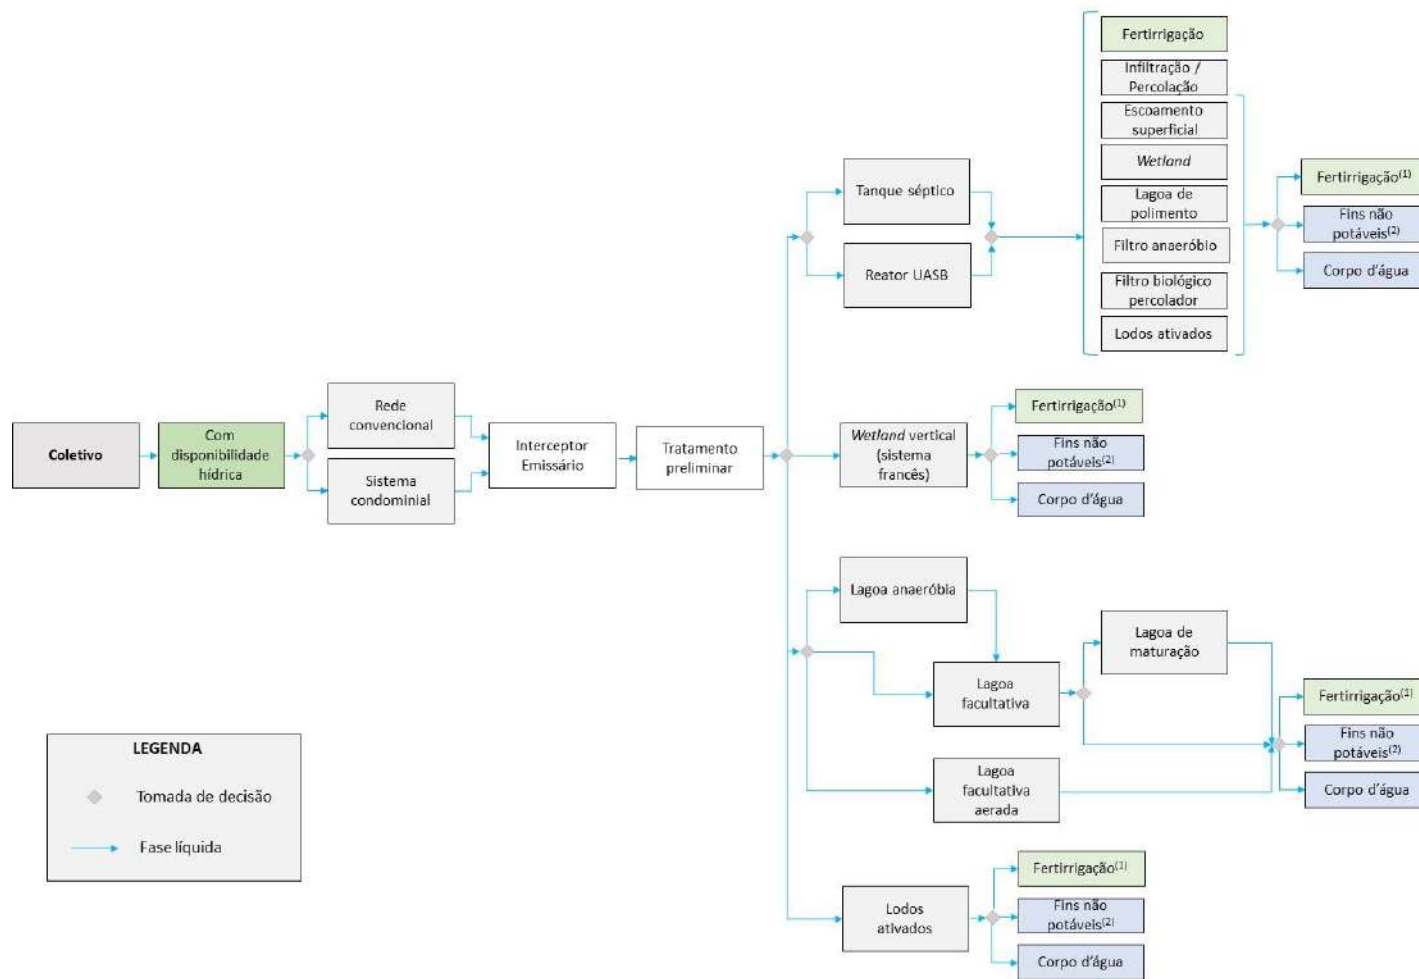 Coletivo
Com
disponibilidade
hídrica
Rede
convencional
Sistema
condominial
Interceptor
Emissário
Tratamento
preliminar
Tanque séptico
Reator UASB
Fertirrigação
Infiltração /
Percolação
Escoamento
superficial
Wetland
Lagoa de
polimento
Filtro anaeróbio
Filtro biológico
percolador
Lodos ativados
Fertirrigação(1)
Fins não
potáveis(2)
Corpo d'água
Wetland vertical
(sistema
francês)
Fertirrigação(1)
Fins não
potáveis(2)
Corpo d'água
Lagoa anaeróbia
Lagoa
facultativa
Lagoa
facultativa
aerada
Lagoa de
maturação
Fertirrigação(1)
Fins não
potáveis(2)
Corpo d'água
Lodos
ativados
Fertirrigação(1)
Fins não
potáveis(2)
Corpo d'água
LEGENDA
Tomada de decisão
Fase líquida